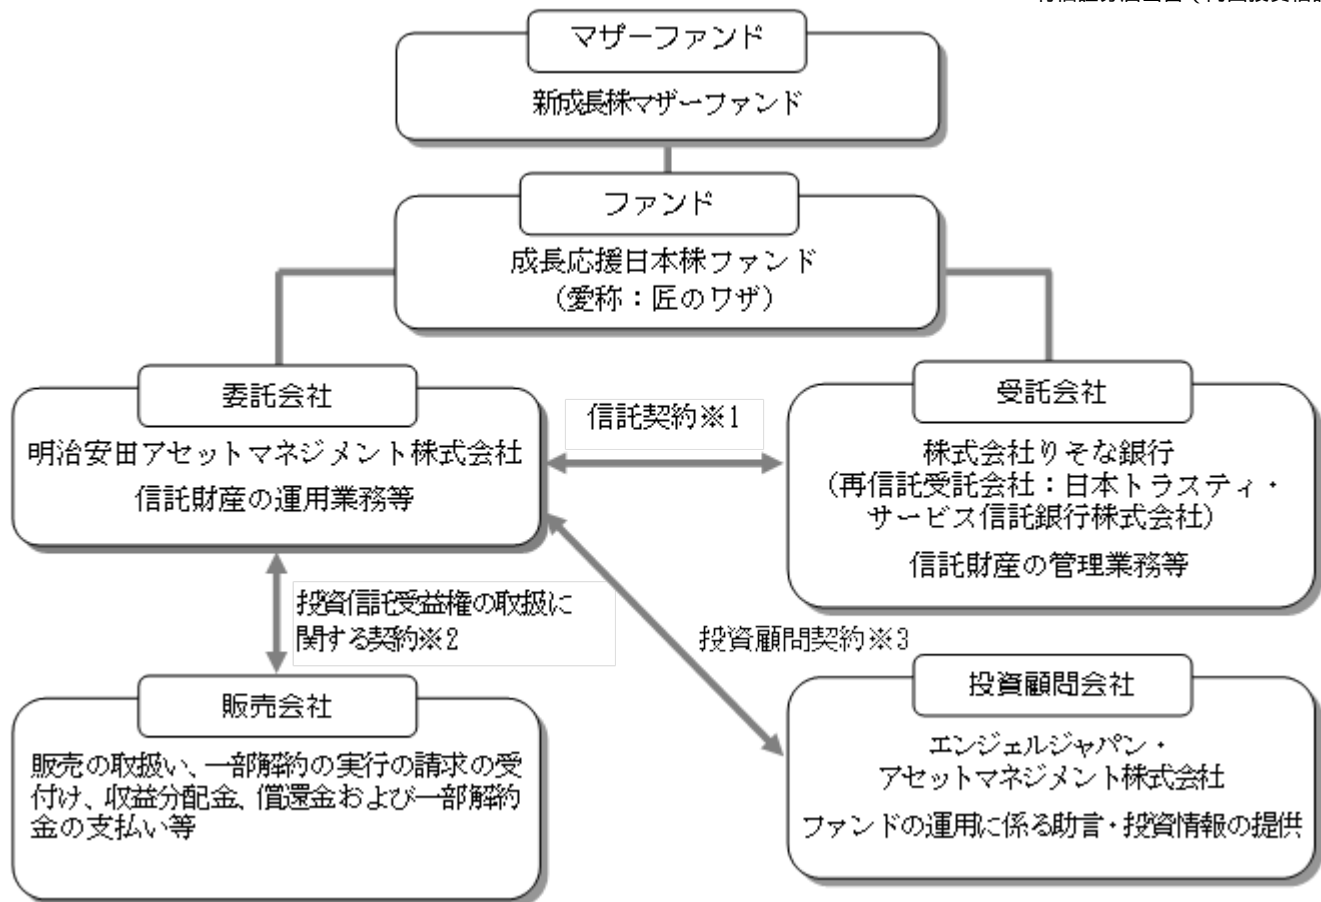 マザーファンド
新成長株マザーファンド
ファンド
成長応援日本株ファンド
（愛称：匠のワザ）
委託会社
明治安田アセットマネジメント株式会社
信託財産の運用業務等
信託契約※1
受託会社
株式会社りそな銀行
（再信託受託会社：日本トラスティ・
サービス信託銀行株式会社）
信託財産の管理業務等
投資信託受益権の取扱に
関する契約※2
投資顧問契約※3
販売会社
販売の取扱い、一部解約の実行の請求の受
付け、収益分配金、償還金および一部解約
金の支払い等
投資顧問会社
エンジェルジャパン・
アセットマネジメント株式会社
ファンドの運用に係る助言・投資情報の提供